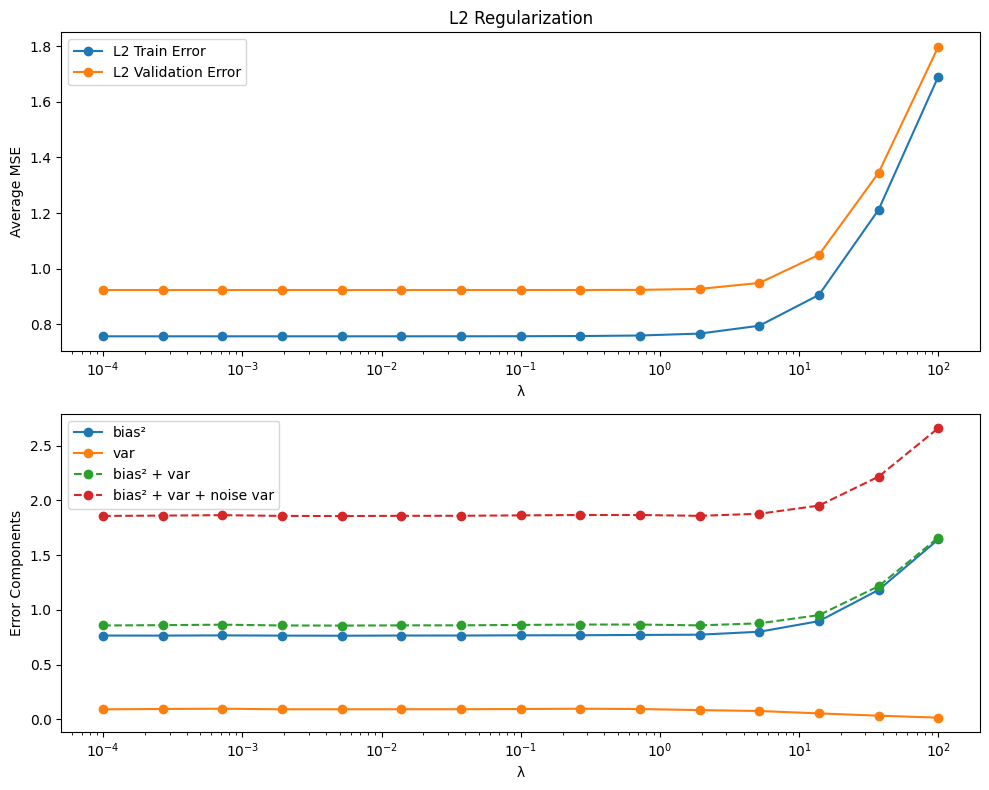 L2 Regularization
L2 Train Error
L2 Validation Error
Average MSE
1.8
1.6
1.4
1.2
1.0
0.8
10⁻⁴ 10⁻³ 10⁻² 10⁻¹ 10⁰ 10¹ 10²
λ
bias²
var
bias² + var
bias² + var + noise var
Error Components
2.5
2.0
1.5
1.0
0.5
0.0
10⁻⁴ 10⁻³ 10⁻² 10⁻¹ 10⁰ 10¹ 10²
λ